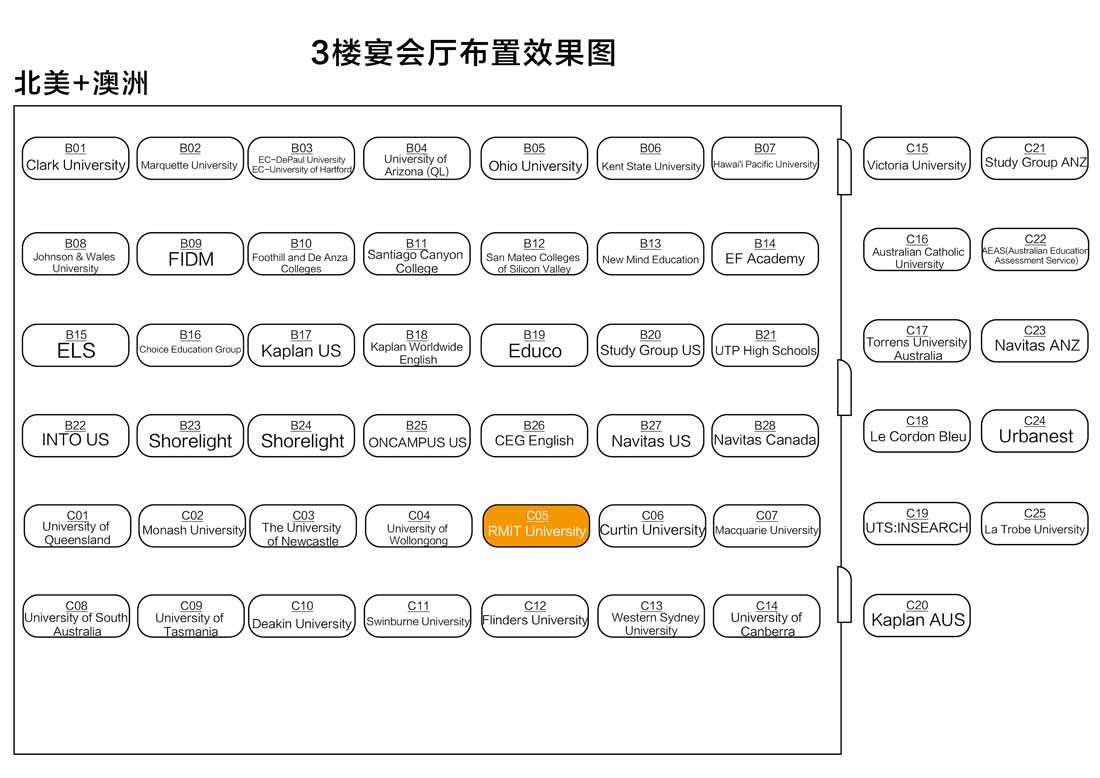 3楼宴会厅布置效果图
北美+澳洲
B01
Clark University
B02
Marquette University
B03
EC-DePaul University
EC-University of Hartford
B04
University of
Arizona (QL)
B05
Ohio University
B06
Kent State University
B07
Hawai'i Pacific University
C15
Victoria University
C21
Study Group ANZ
B08
Johnson & Wales
University
B09
FIDM
B10
Foothill and De Anza
Colleges
B11
Santiago Canyon
College
B12
San Mateo Colleges
of Silicon Valley
B13
New Mind Education
B14
EF Academy
C16
Australian Catholic
University
C22
AEAS(Australian Education
Assessment Service)
B15
ELS
B16
Choice Education Group
B17
Kaplan US
B18
Kaplan Worldwide
English
B19
Educo
B20
Study Group US
B21
UTP High Schools
C17
Torrens University
Australia
C23
Navitas ANZ
B22
INTO US
B23
Shorelight
B24
Shorelight
B25
ONCAMPUS US
B26
CEG English
B27
Navitas US
B28
Navitas Canada
C18
Le Cordon Bleu
C24
Urbanest
C01
University of
Queensland
C02
Monash University
C03
The University
of Newcastle
C04
University of
Wollongong
C05
RMIT University
C06
Curtin University
C07
Macquarie University
C19
UTS:INSEARCH
C25
La Trobe University
C08
University of South
Australia
C09
University of
Tasmania
C10
Deakin University
C11
Swinburne University
C12
Flinders University
C13
Western Sydney
University
C14
University of
Canberra
C20
Kaplan AUS